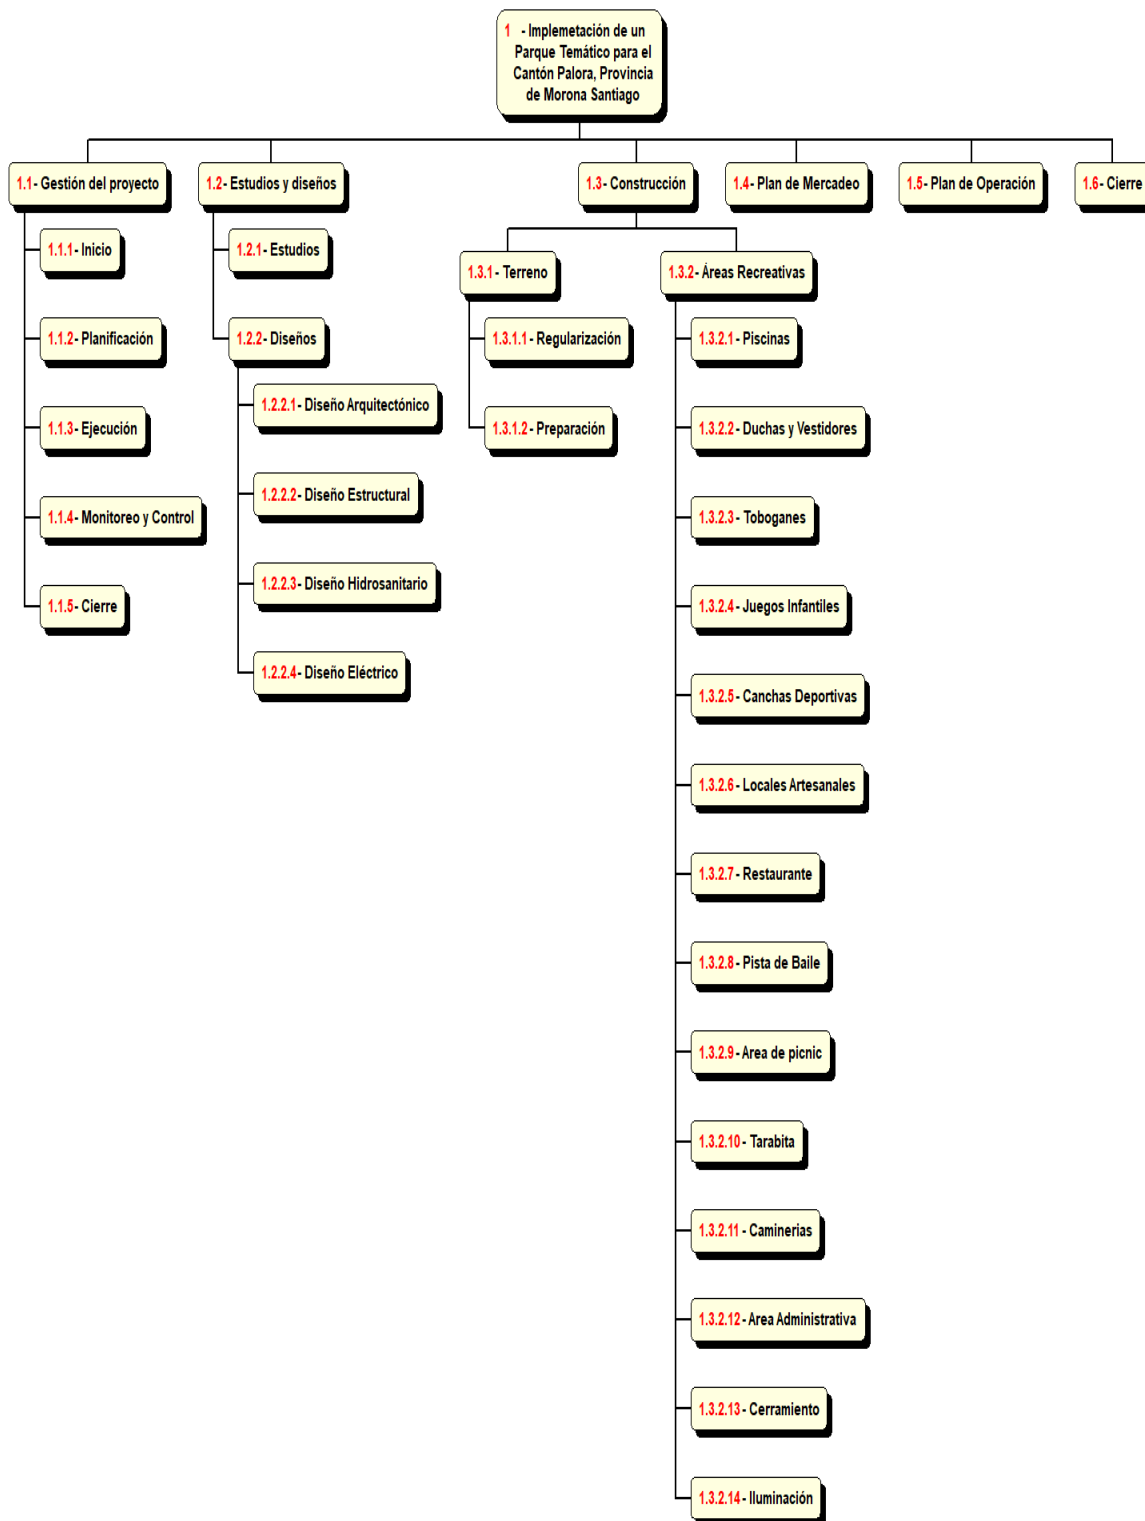 1 - Implemetación de un
Parque Temático para el
Cantón Palora, Provincia
de Morona Santiago
1.1- Gestión del proyecto
1.1.1- Inicio
1.1.2- Planificación
1.1.3- Ejecución
1.1.4- Monitoreo y Control
1.1.5- Cierre
1.2- Estudios y diseños
1.2.1- Estudios
1.2.2- Diseños
1.2.2.1- Diseño Arquitectónico
1.2.2.2- Diseño Estructural
1.2.2.3- Diseño Hidrosanitario
1.2.2.4- Diseño Eléctrico
1.3- Construcción
1.3.1- Terreno
1.3.1.1- Regularización
1.3.1.2- Preparación
1.3.2- Áreas Recreativas
1.3.2.1- Piscinas
1.3.2.2- Duchas y Vestidores
1.3.2.3- Toboganes
1.3.2.4- Juegos Infantiles
1.3.2.5- Canchas Deportivas
1.3.2.6- Locales Artesanales
1.3.2.7- Restaurante
1.3.2.8- Pista de Baile
1.3.2.9- Area de picnic
1.3.2.10- Tarabita
1.3.2.11- Caminerias
1.3.2.12- Area Administrativa
1.3.2.13- Cerramiento
1.3.2.14- Iluminación
1.4- Plan de Mercadeo
1.5- Plan de Operación
1.6- Cierre